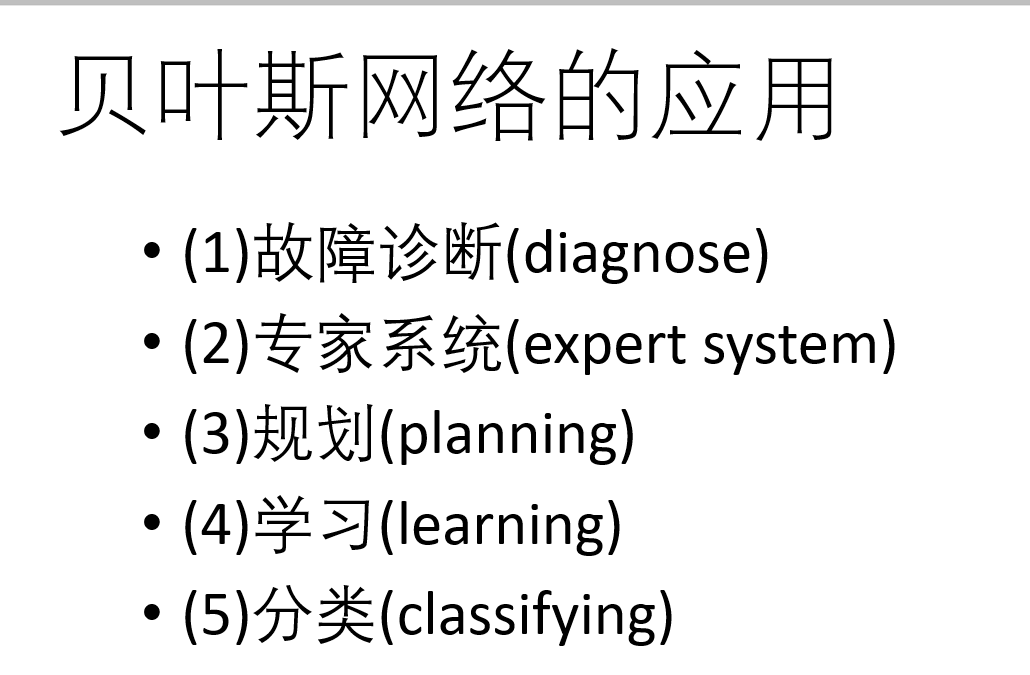 贝叶斯网络的应用
• (1)故障诊断(diagnose)
• (2)专家系统(expert system)
• (3)规划(planning)
• (4)学习(learning)
• (5)分类(classifying)